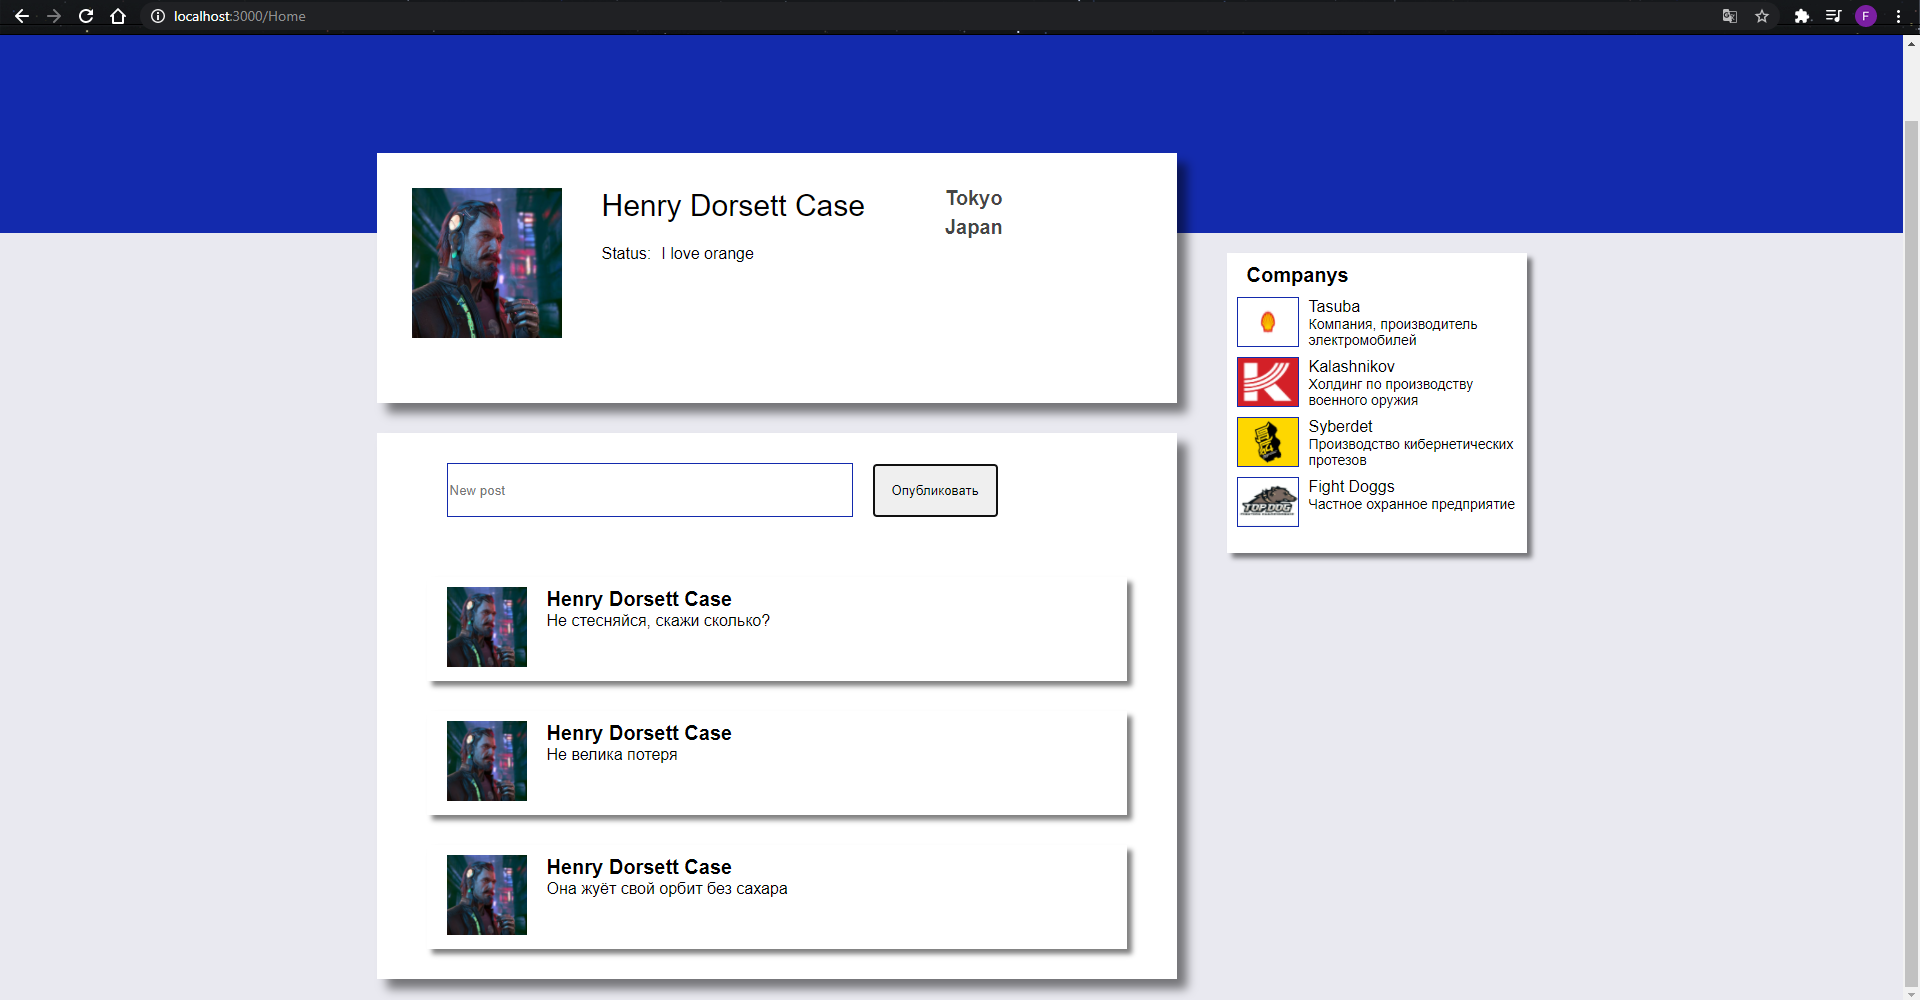 localhost:3000/Home
F
Henry Dorsett Case
Status: I love orange
Tokyo
Japan
New post
Опубликовать
Henry Dorsett Case
Не стесняйся, скажи сколько?
Henry Dorsett Case
Не велика потеря
Henry Dorsett Case
Она жуёт свой орбит без сахара
Companys
Tasuba
Компания, производитель
электромобилей
Kalashnikov
Холдинг по производству
военного оружия
Syberdet
Производство кибернетических
протезов
TOP DOG
Fight Doggs
Частное охранное предприятие